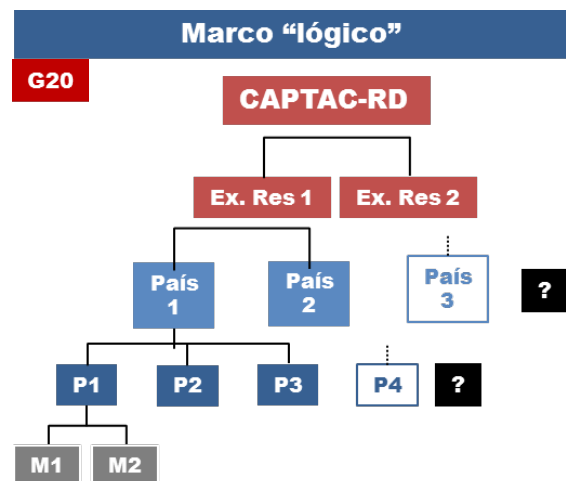 Marco “lógico”
G20
CAPTAC-RD
Ex. Res 1
Ex. Res 2
País
1
País
2
País
3
?
P1
P2
P3
P4
?
M1
M2